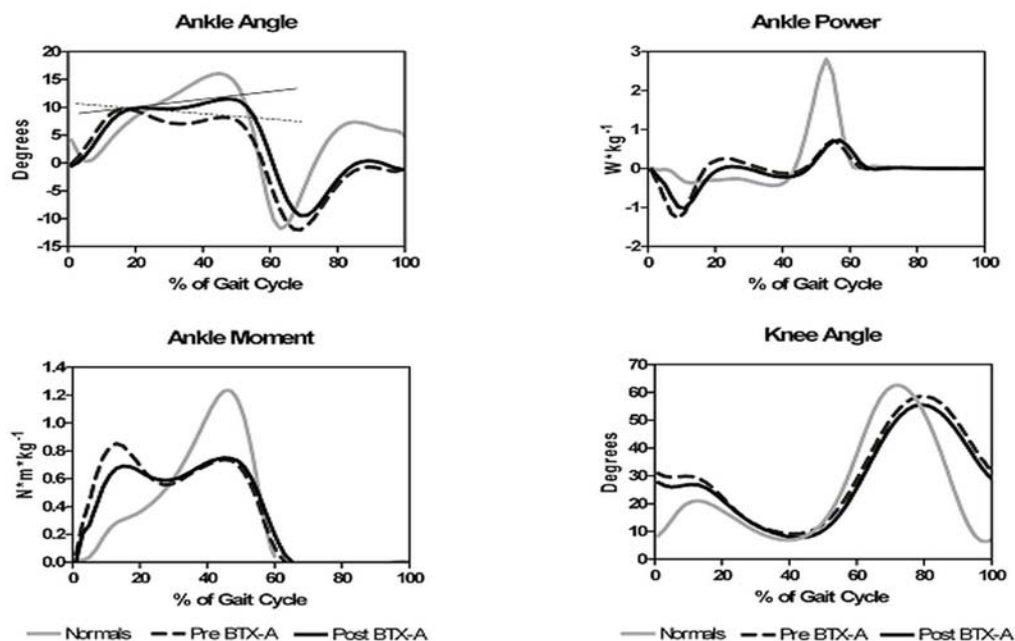 Ankle Angle
20
15
10
5
0
-5
-10
-15
Degrees
0 20 40 60 80 100
% of Gait Cycle
Ankle Power
3
2
1
0
-1
-2
W*kg-1
0 20 40 60 80 100
% of Gait Cycle
Ankle Moment
1.4
1.2
1.0
0.8
0.6
0.4
0.2
0.0
N*m*kg-1
0 20 40 60 80 100
% of Gait Cycle
Knee Angle
70
60
50
40
30
20
10
0
Degrees
0 20 40 60 80 100
% of Gait Cycle
Normals Pre BTX-A Post BTX-A
Normals Pre BTX-A Post BTX-A